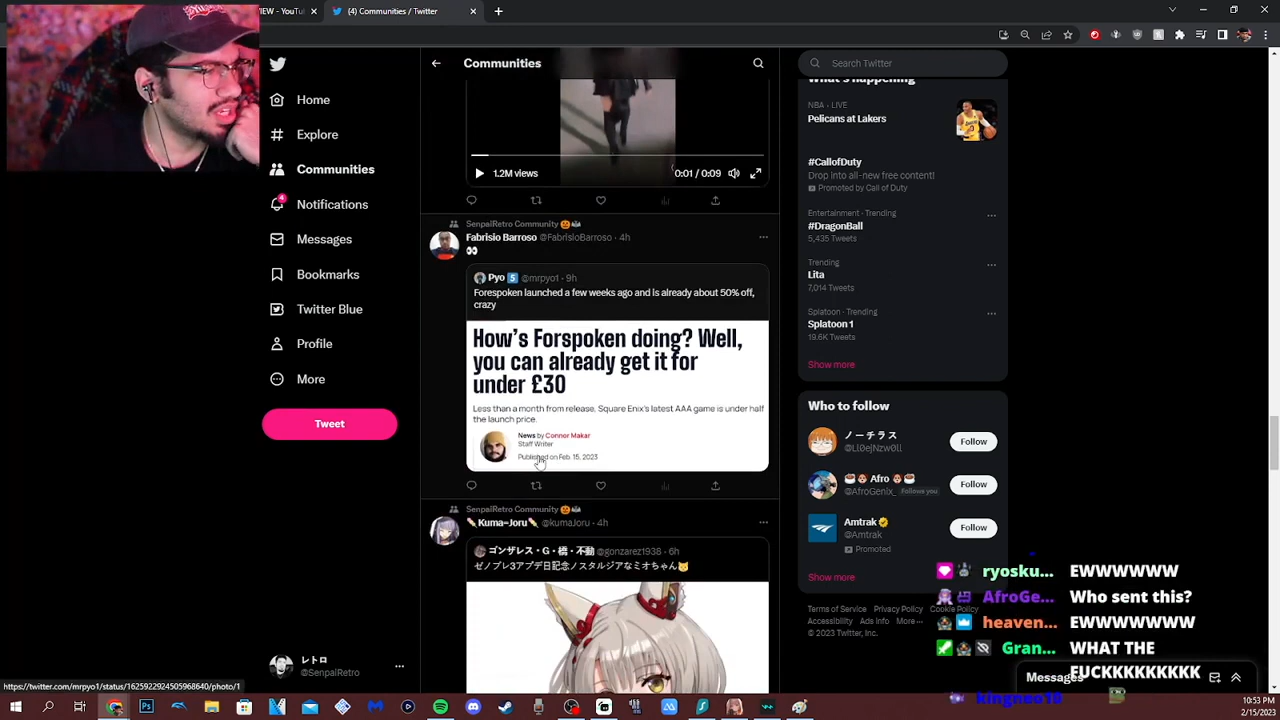 VIEW - YouTu
(4) Communities / Twitter
Home
Explore
Communities
4
Notifications
Messages
Bookmarks
Twitter Blue
Profile
More
Tweet
レトロ
@SenpaiRetro
https://twitter.com/mrpyo1/status/1625922924505968640/photo/1
Communities
1.2M views
0:01 / 0:09
SenpaiRetro Community
Fabrisio Barroso @FabrisioBarroso · 4h
Pyo 5 @mrpyo1 · 9h
Forespoken launched a few weeks ago and is already about 50% off,
crazy
How's Forspoken doing? Well,
you can already get it for
under £30
Less than a month from release, Square Enix's latest AAA game is under half
the launch price.
News by Connor Makar
Staff Writer
Published on Feb. 15, 2023
SenpaiRetro Community
Kuma-Joru @kumaJoru · 4h
ゴンザレス・G・橋・不動 @gonzarez1938 · 6h
ゼノブレ3アプデ日記念ノスタルジアなミオちゃん
Search Twitter
What's happening
NBA · LIVE
Pelicans at Lakers
#CallofDuty
Drop into all-new free content!
Promoted by Call of Duty
Entertainment · Trending
#DragonBall
5,435 Tweets
Trending
Lita
7,014 Tweets
Splatoon · Trending
Splatoon 1
19.6K Tweets
Show more
Who to follow
ノーチラス
@Ll0ejNzw0ll
Follow
Afro
@AfroGenix_ Follows you
Follow
Amtrak
@Amtrak
Follow
Promoted
Show more
Terms of Service Privacy Policy Cookie Policy
Accessibility Ads info More
© 2023 Twitter, Inc.
Messages
ryosku... EWWWWWW
AfroGe... Who sent this?
heaven... EWWWWWWW
Gran... WHAT THE
FUCKKKKKKKKK
10:53 PM
2/15/2023